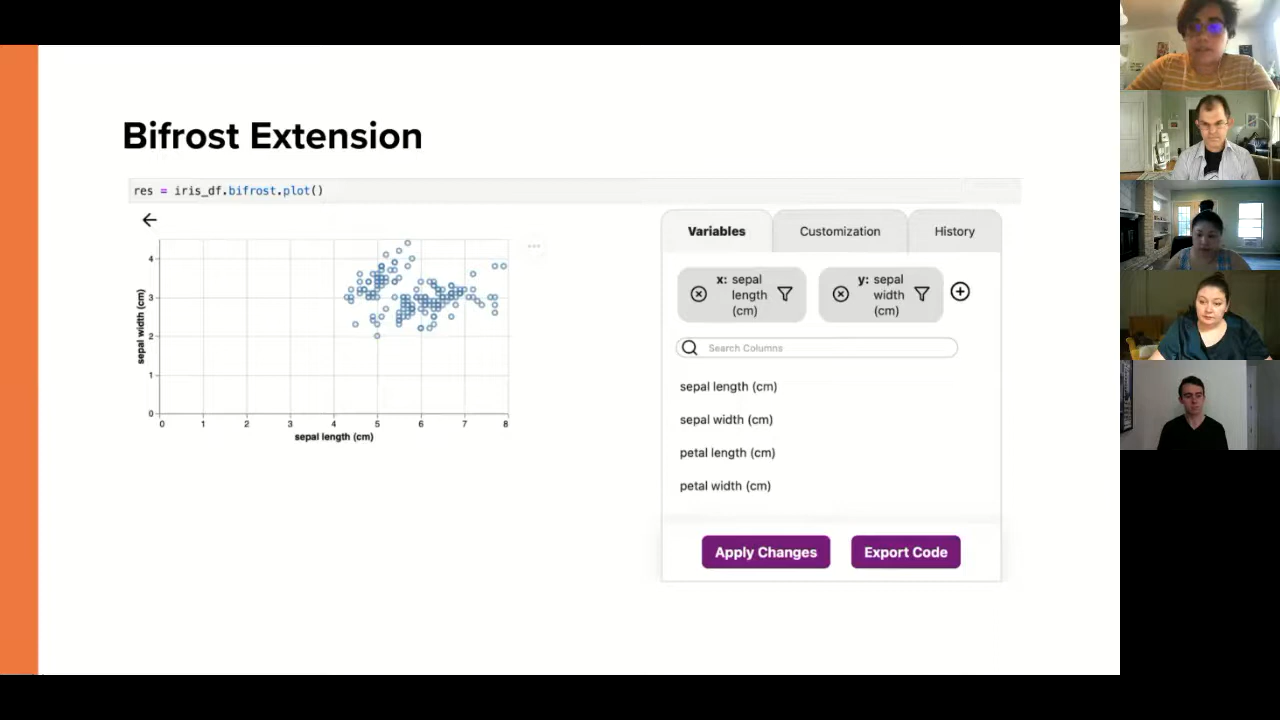 Bifrost Extension
res = iris_df.bifrost.plot()
Variables
Customization
History
x: sepal
length
(cm)
y: sepal
width
(cm)
Search Columns
sepal length (cm)
sepal width (cm)
petal length (cm)
petal width (cm)
Apply Changes
Export Code
sepal width (cm)
4
3
2
1
0
0 1 2 3 4 5 6 7 8
sepal length (cm)